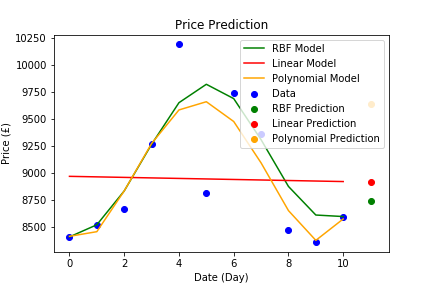 Price Prediction
10250
10000
9750
9500
9250
9000
8750
8500
Price (£)
RBF Model
Linear Model
Polynomial Model
Data
RBF Prediction
Linear Prediction
Polynomial Prediction
0 2 4 6 8 10
Date (Day)